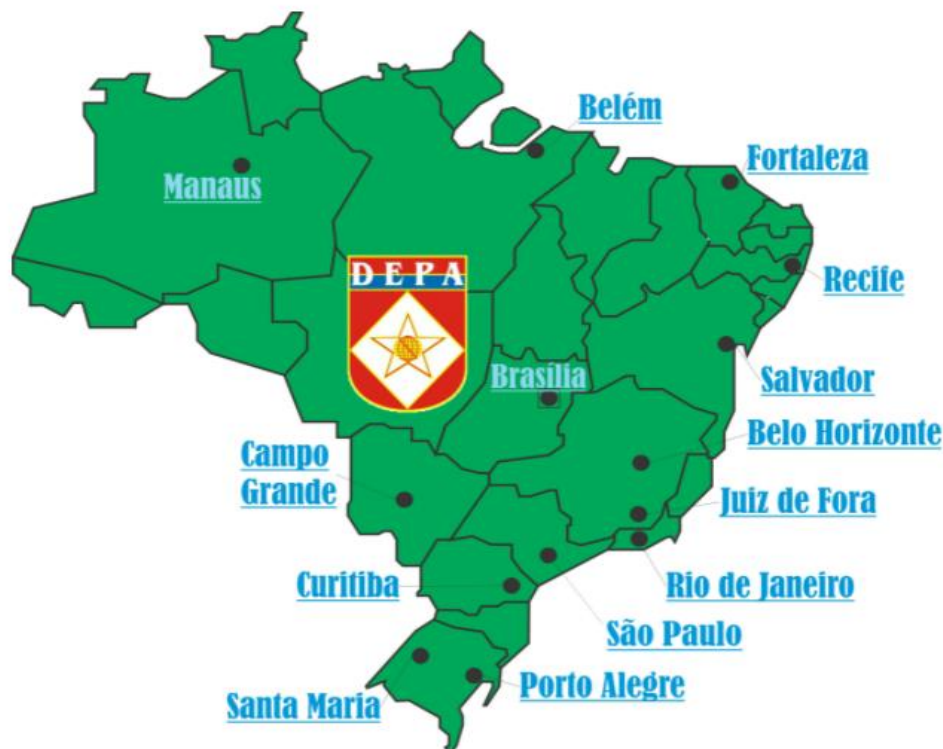 Belém
Fortaleza
Manaus
DEPA
Recife
Brasília
Salvador
Belo Horizonte
Campo
Grande
Juiz de Fora
Curitiba
Rio de Janeiro
São Paulo
Porto Alegre
Santa Maria